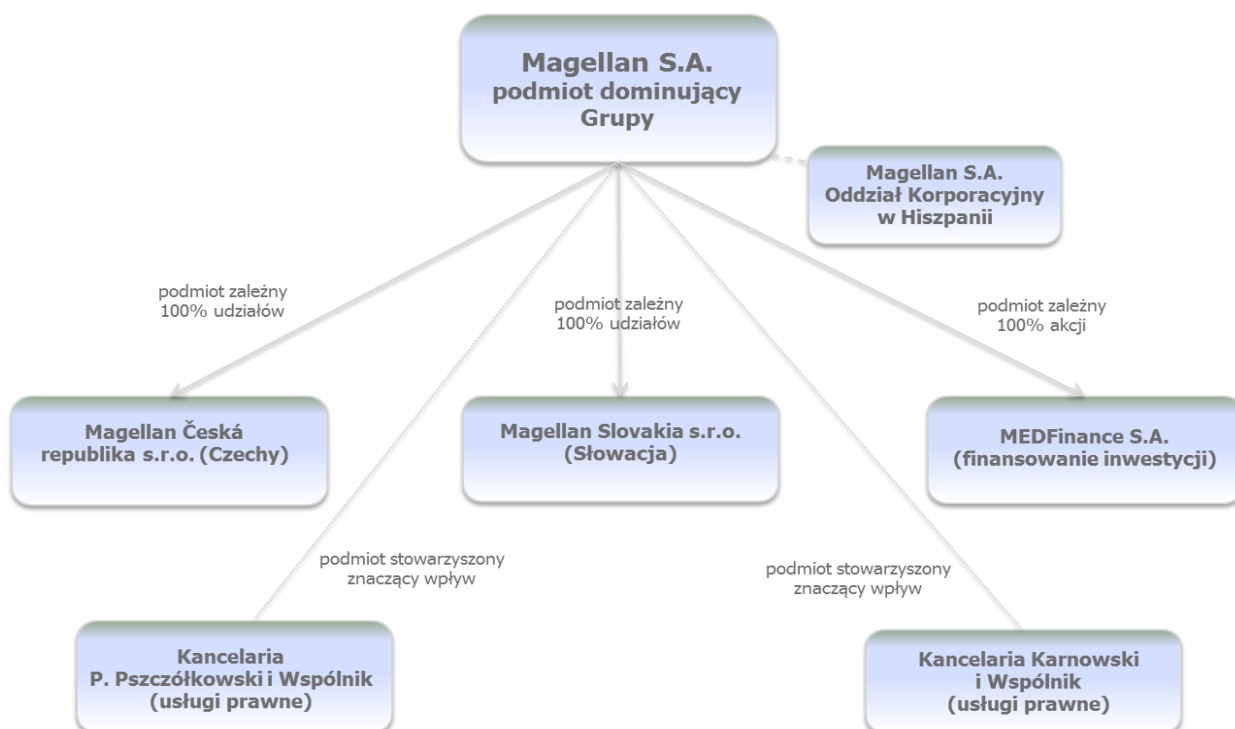 Magellan S.A.
podmiot dominujący
Grupy
Magellan S.A.
Oddział Korporacyjny
w Hiszpanii
podmiot zależny
100% udziałów
podmiot zależny
100% udziałów
podmiot zależny
100% akcji
Magellan Česká
republika s.r.o. (Czechy)
Magellan Slovakia s.r.o.
(Słowacja)
MEDFinance S.A.
(finansowanie inwestycji)
podmiot stowarzyszony
znaczący wpływ
podmiot stowarzyszony
znaczący wpływ
Kancelaria
P. Pszczółkowski i Wspólnik
(usługi prawne)
Kancelaria Karnowski
i Wspólnik
(usługi prawne)